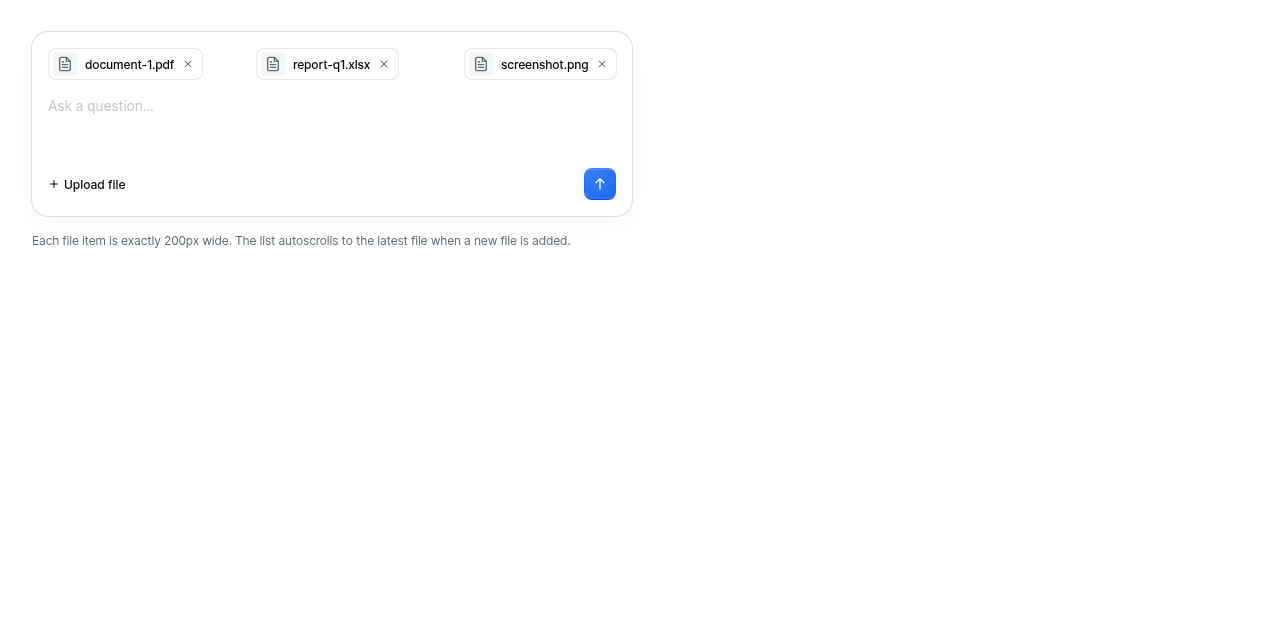 document-1.pdf report-q1.xlsx screenshot.png
Ask a question...
Upload file
Each file item is exactly 200px wide. The list autoscrolls to the latest file when a new file is added.